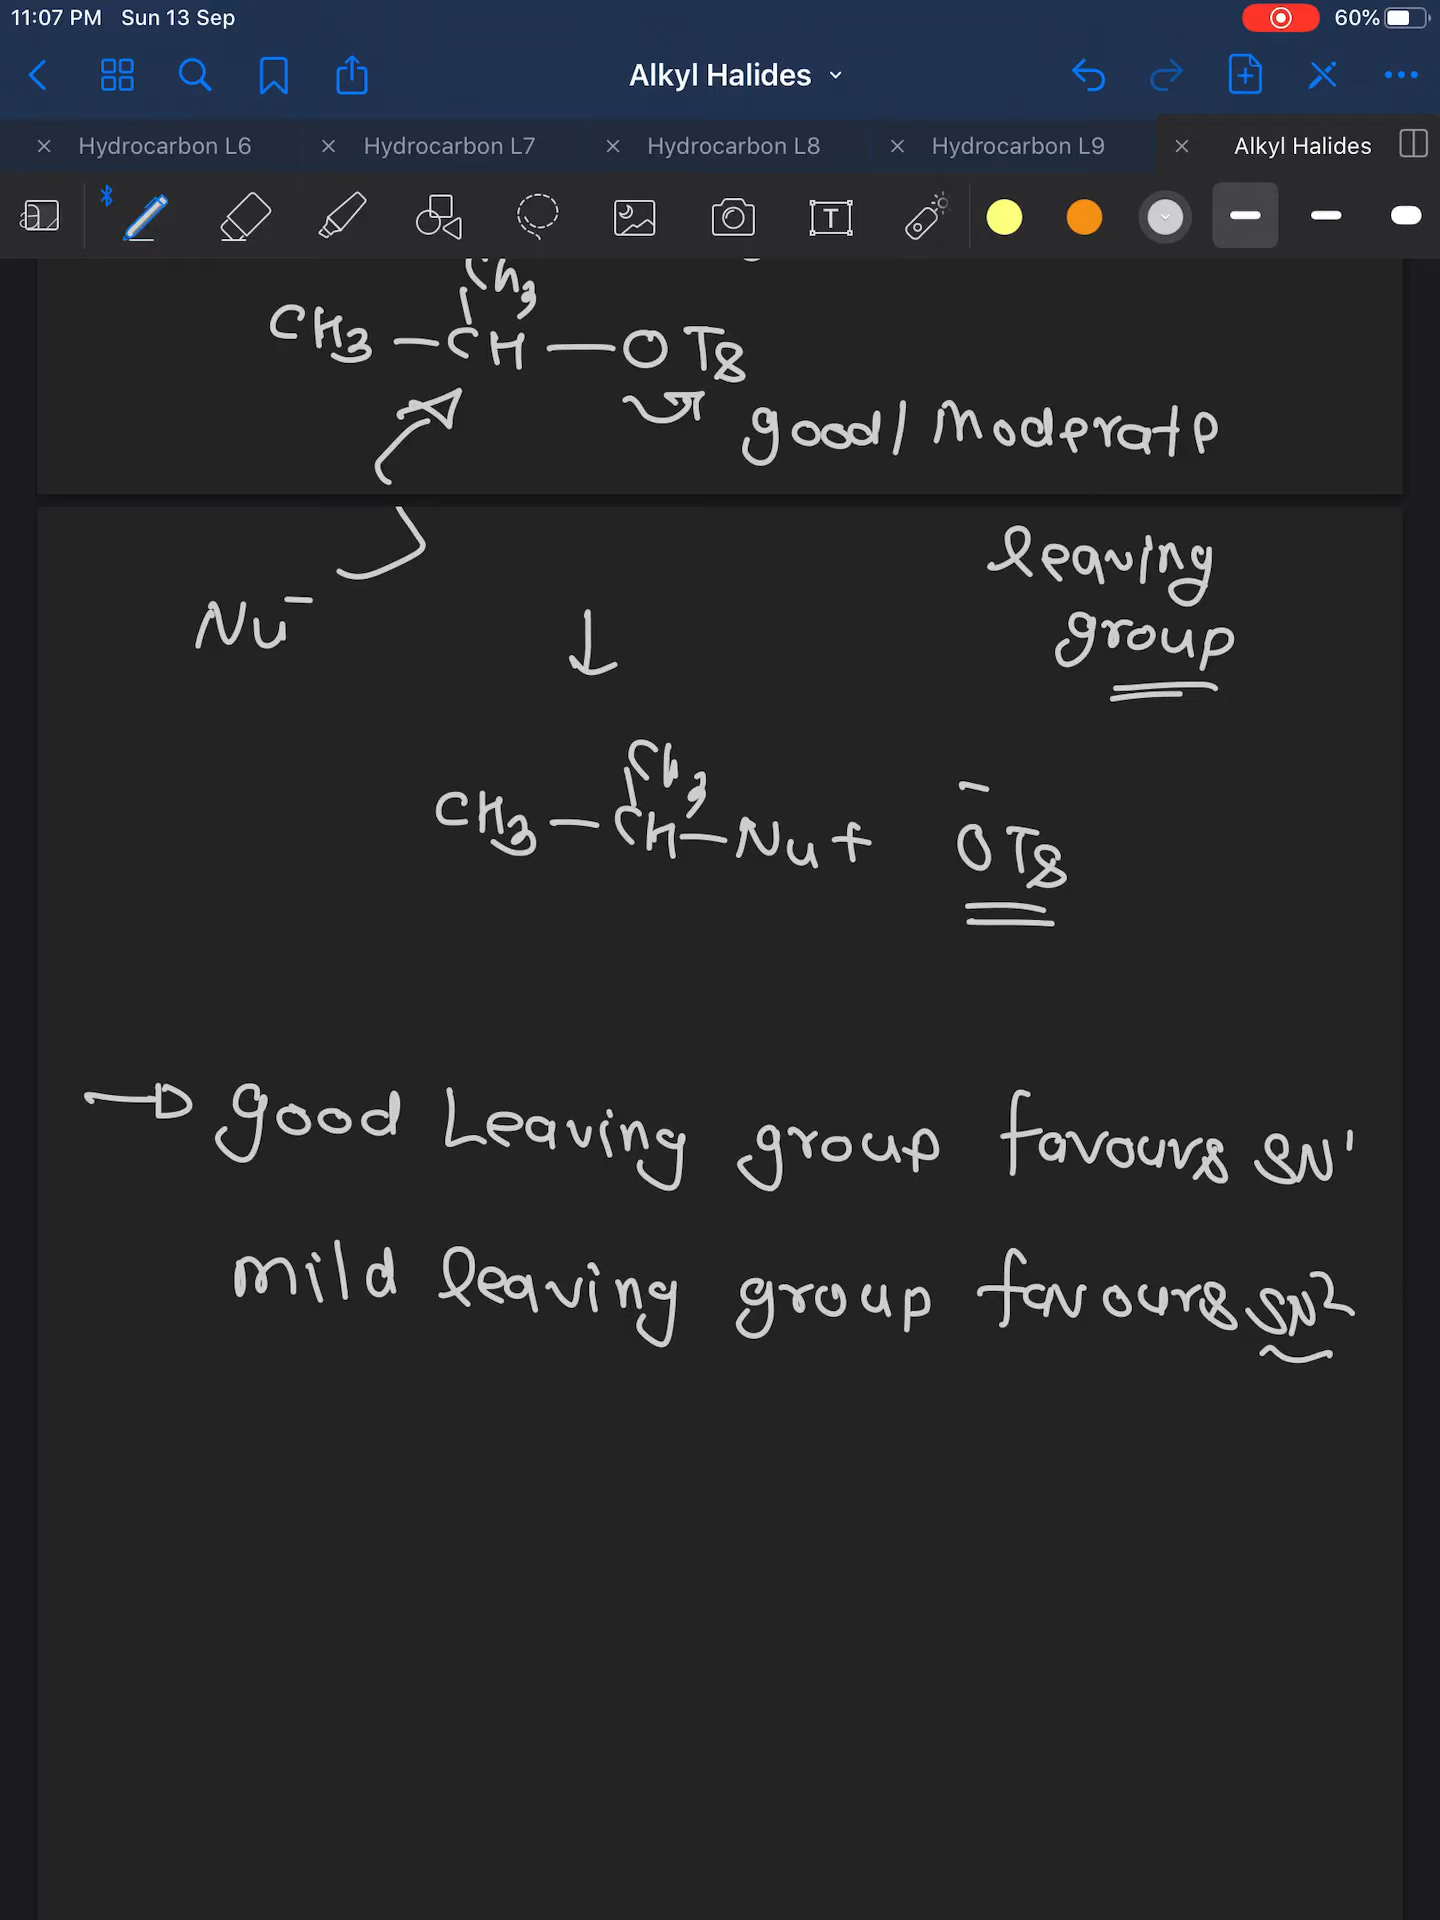 11:07 PM Sun 13 Sep 60%
Alkyl Halides
Hydrocarbon L6 Hydrocarbon L7 Hydrocarbon L8 Hydrocarbon L9 Alkyl Halides
T
Ch3
CH3 - CH - OTs
good/ Moderate
leaving
group
Nu⁻
Ch3
CH3 - CH - Nu + ⁻OTs
→ good Leaving group favours SN¹
mild leaving group favours SN2